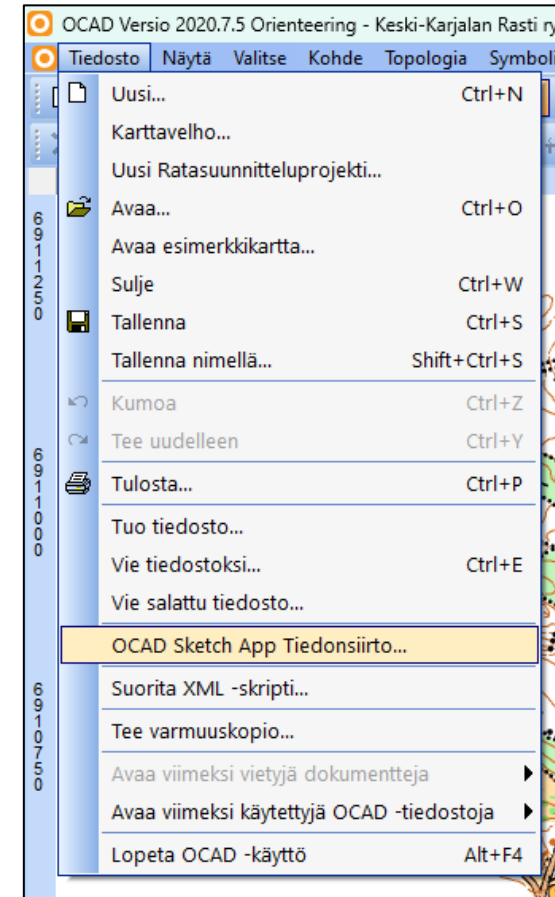 OCAD Versio 2020.7.5 Orienteering - Keski-Karjalan Rasti ry
Tiedosto Näytä Valitse Kohde Topologia Symboli
Uusi... Ctrl+N
Karttavelho...
Uusi Ratasuunnitteluprojekti...
Avaa... Ctrl+O
Avaa esimerkkikartta...
Sulje Ctrl+W
Tallenna Ctrl+S
Tallenna nimellä... Shift+Ctrl+S
Kumoa Ctrl+Z
Tee uudelleen Ctrl+Y
Tulosta... Ctrl+P
Tuo tiedosto...
Vie tiedostoksi... Ctrl+E
Vie salattu tiedosto...
OCAD Sketch App Tiedonsiirto...
Suorita XML -skripti...
Tee varmuuskopio...
Avaa viimeksi vietyjä dokumentteja
Avaa viimeksi käytettyjä OCAD -tiedostoja
Lopeta OCAD -käyttö Alt+F4
6911250
6911000
6910750